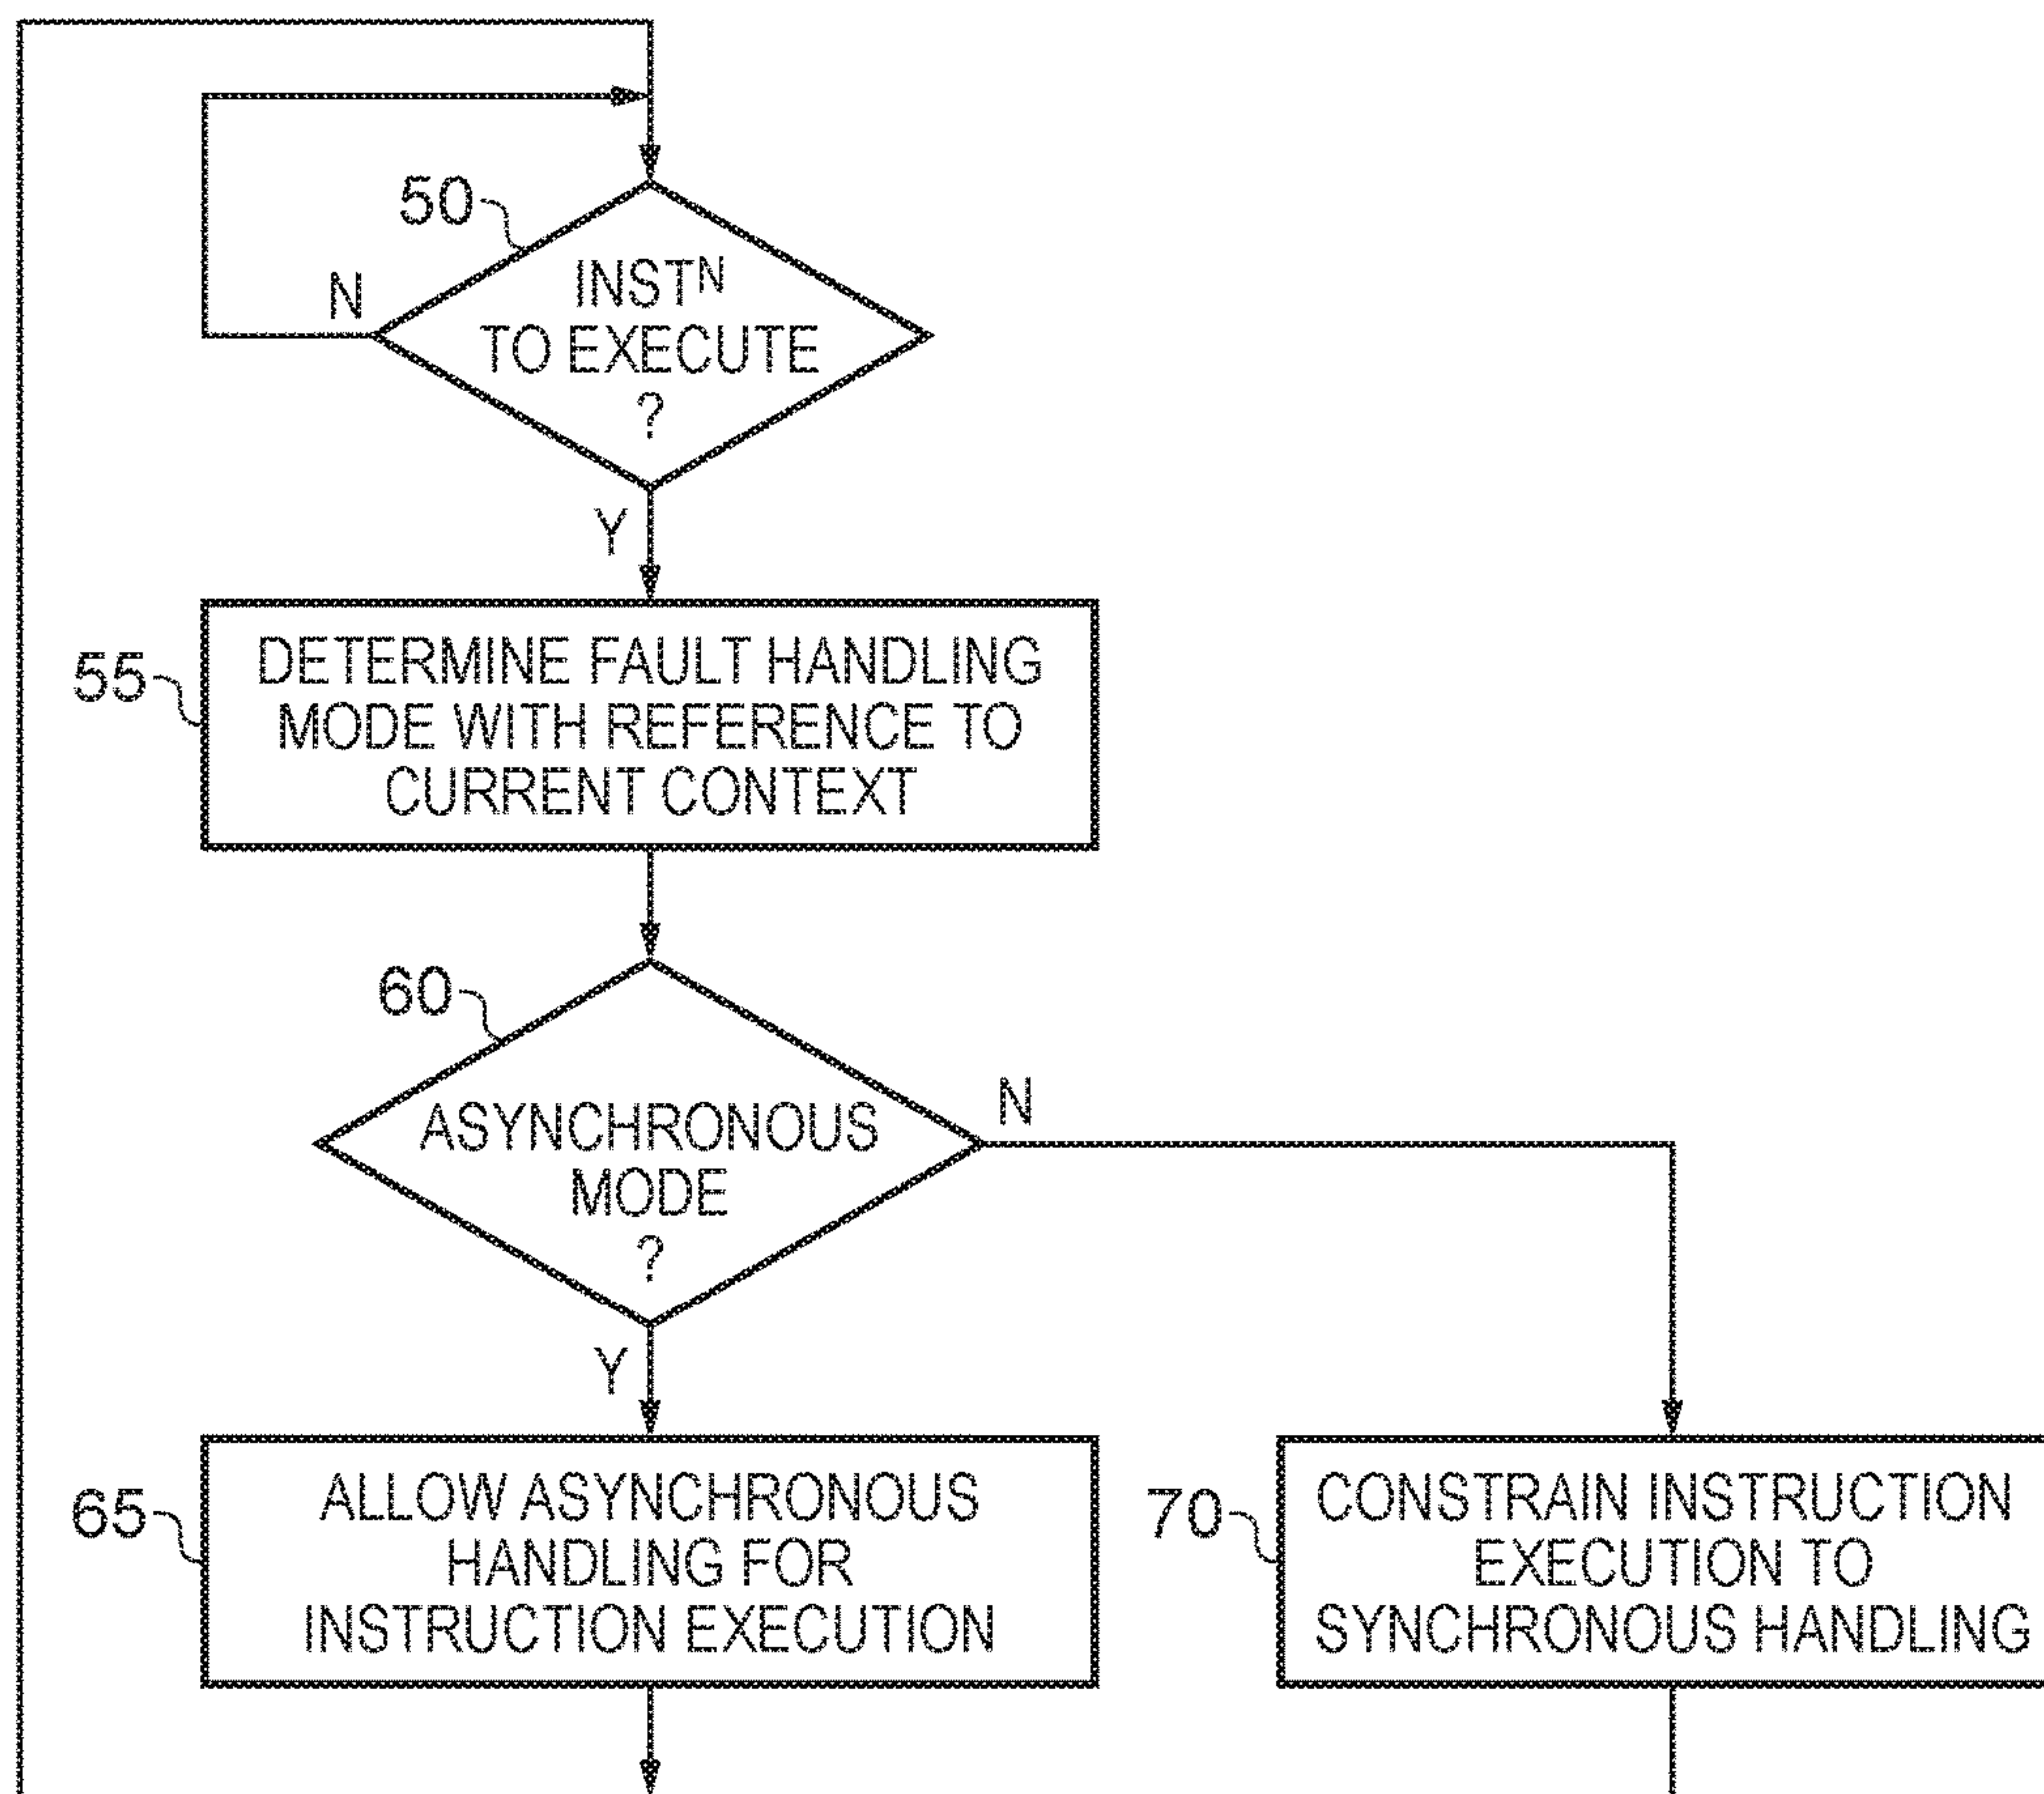 50
INSTᴺ
N
TO EXECUTE
?
Y
DETERMINE FAULT HANDLING
55
MODE WITH REFERENCE TO
CURRENT CONTEXT
60
N
ASYNCHRONOUS
MODE
?
Y
ALLOW ASYNCHRONOUS
65
HANDLING FOR
INSTRUCTION EXECUTION
70
CONSTRAIN INSTRUCTION
EXECUTION TO
SYNCHRONOUS HANDLING